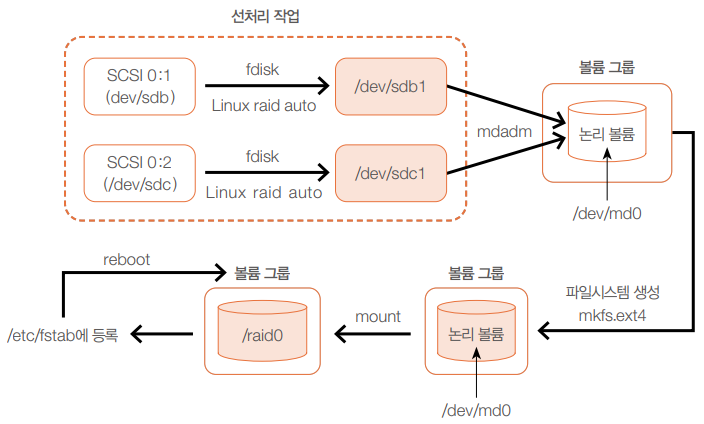 선처리 작업
SCSI 0:1
(dev/sdb)
fdisk
Linux raid auto
/dev/sdb1
SCSI 0:2
(/dev/sdc)
fdisk
Linux raid auto
/dev/sdc1
mdadm
볼륨 그룹
논리 볼륨
/dev/md0
파일시스템 생성
mkfs.ext4
볼륨 그룹
논리 볼륨
/dev/md0
mount
볼륨 그룹
/raid0
/etc/fstab에 등록
reboot